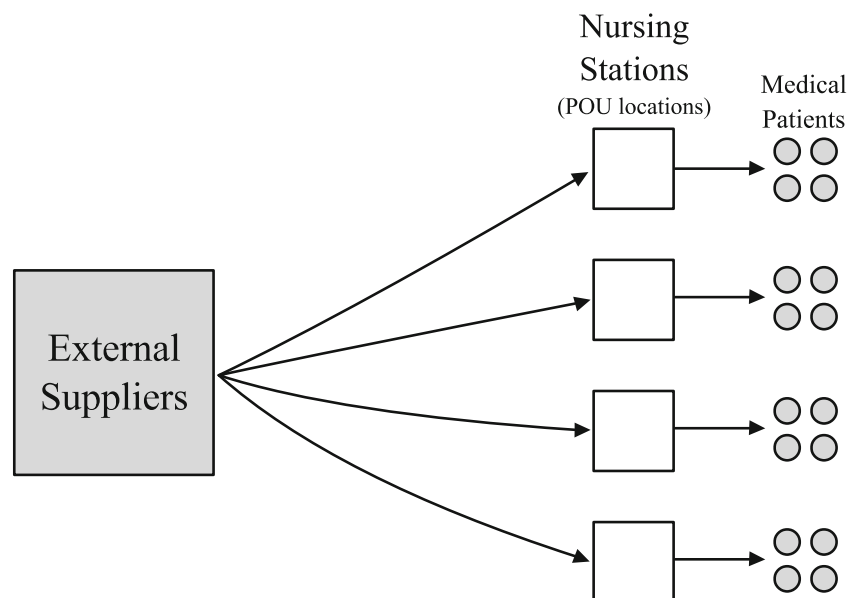 Nursing
Stations
(POU locations)
Medical
Patients
External
Suppliers